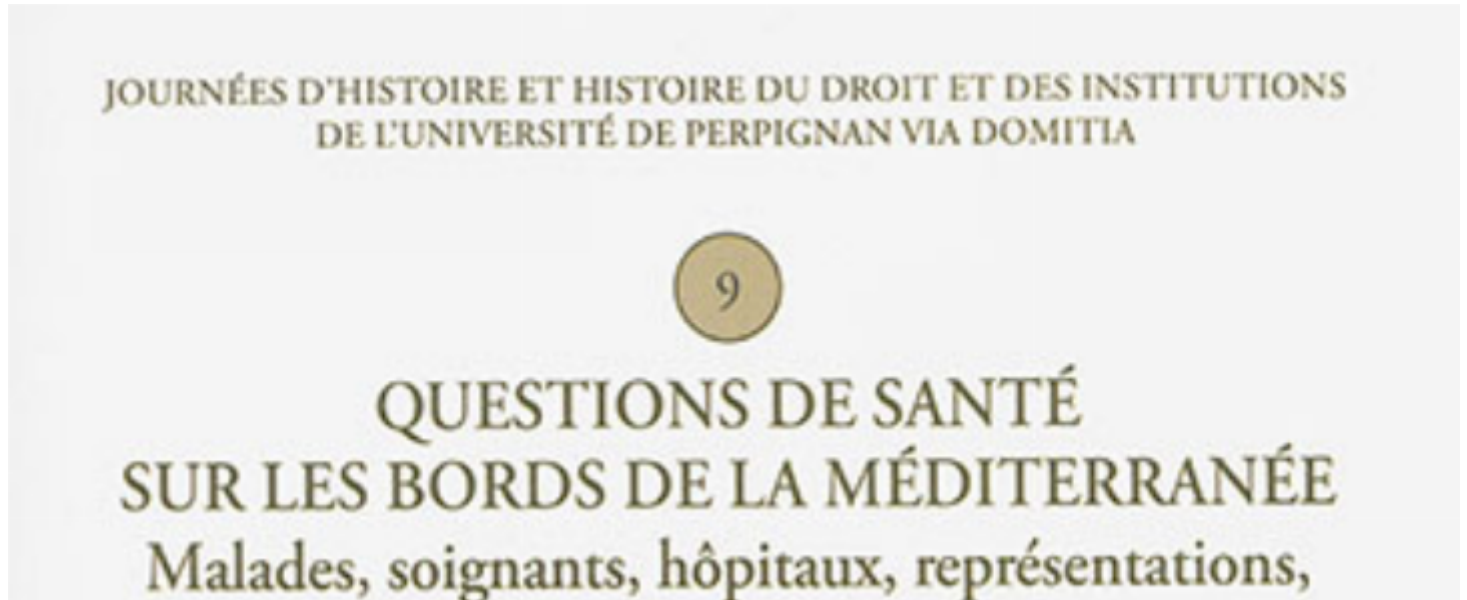 JOURNÉES D'HISTOIRE ET HISTOIRE DU DROIT ET DES INSTITUTIONS
DE L'UNIVERSITÉ DE PERPIGNAN VIA DOMITIA
9
QUESTIONS DE SANTÉ
SUR LES BORDS DE LA MÉDITERRANÉE
Malades, soignants, hôpitaux, représentations,